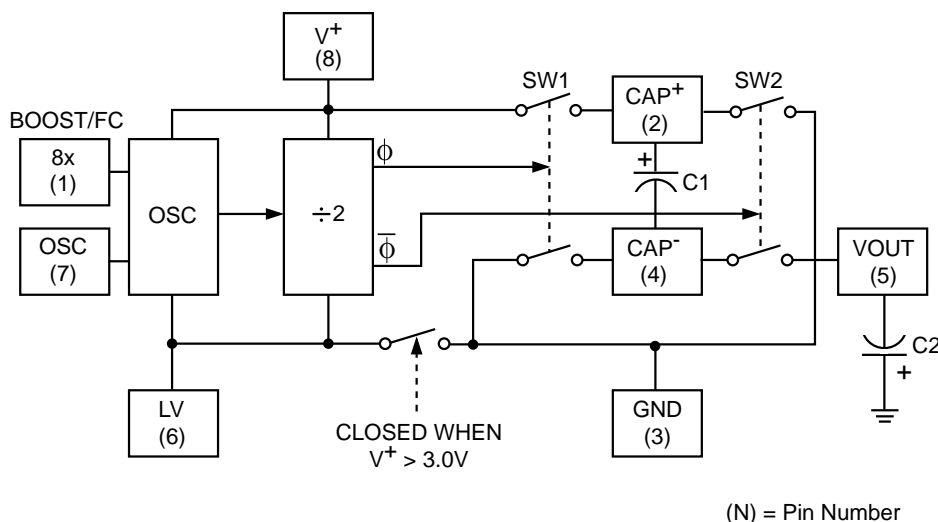 V+
(8)
SW1
CAP+
(2)
SW2
BOOST/FC
8x
(1)
OSC
÷2
ϕ
+
C1
OSC
(7)
ϕ̅
CAP-
(4)
VOUT
(5)
C2
+
LV
(6)
CLOSED WHEN
V+ > 3.0V
GND
(3)
(N) = Pin Number